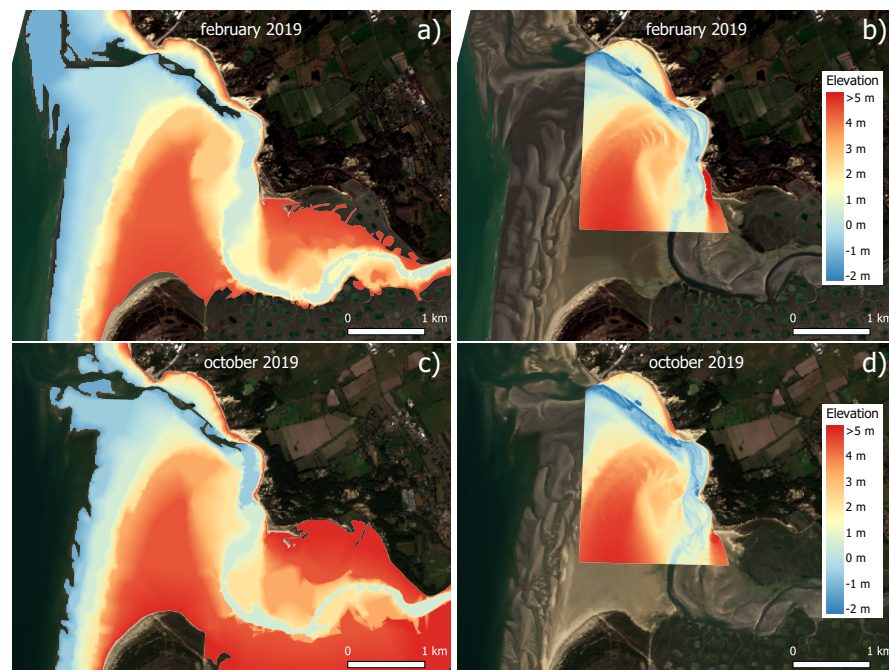 february 2019
a)
0
1 km
february 2019
b)
Elevation
>5 m
4 m
3 m
2 m
1 m
0 m
-1 m
-2 m
0
1 km
october 2019
c)
0
1 km
october 2019
d)
Elevation
>5 m
4 m
3 m
2 m
1 m
0 m
-1 m
-2 m
0
1 km